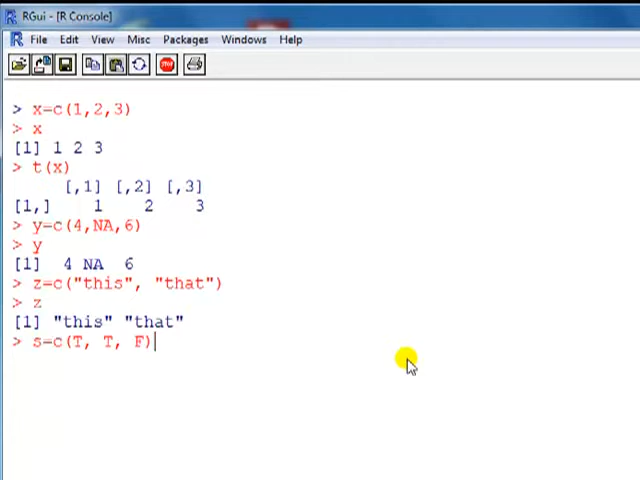 RGui - [R Console]
File Edit View Misc Packages Windows Help
> x=c(1,2,3)
> x
[1] 1 2 3
> t(x)
[,1] [,2] [,3]
[1,] 1 2 3
> y=c(4,NA,6)
> y
[1] 4 NA 6
> z=c("this", "that")
> z
[1] "this" "that"
> s=c(T, T, F)